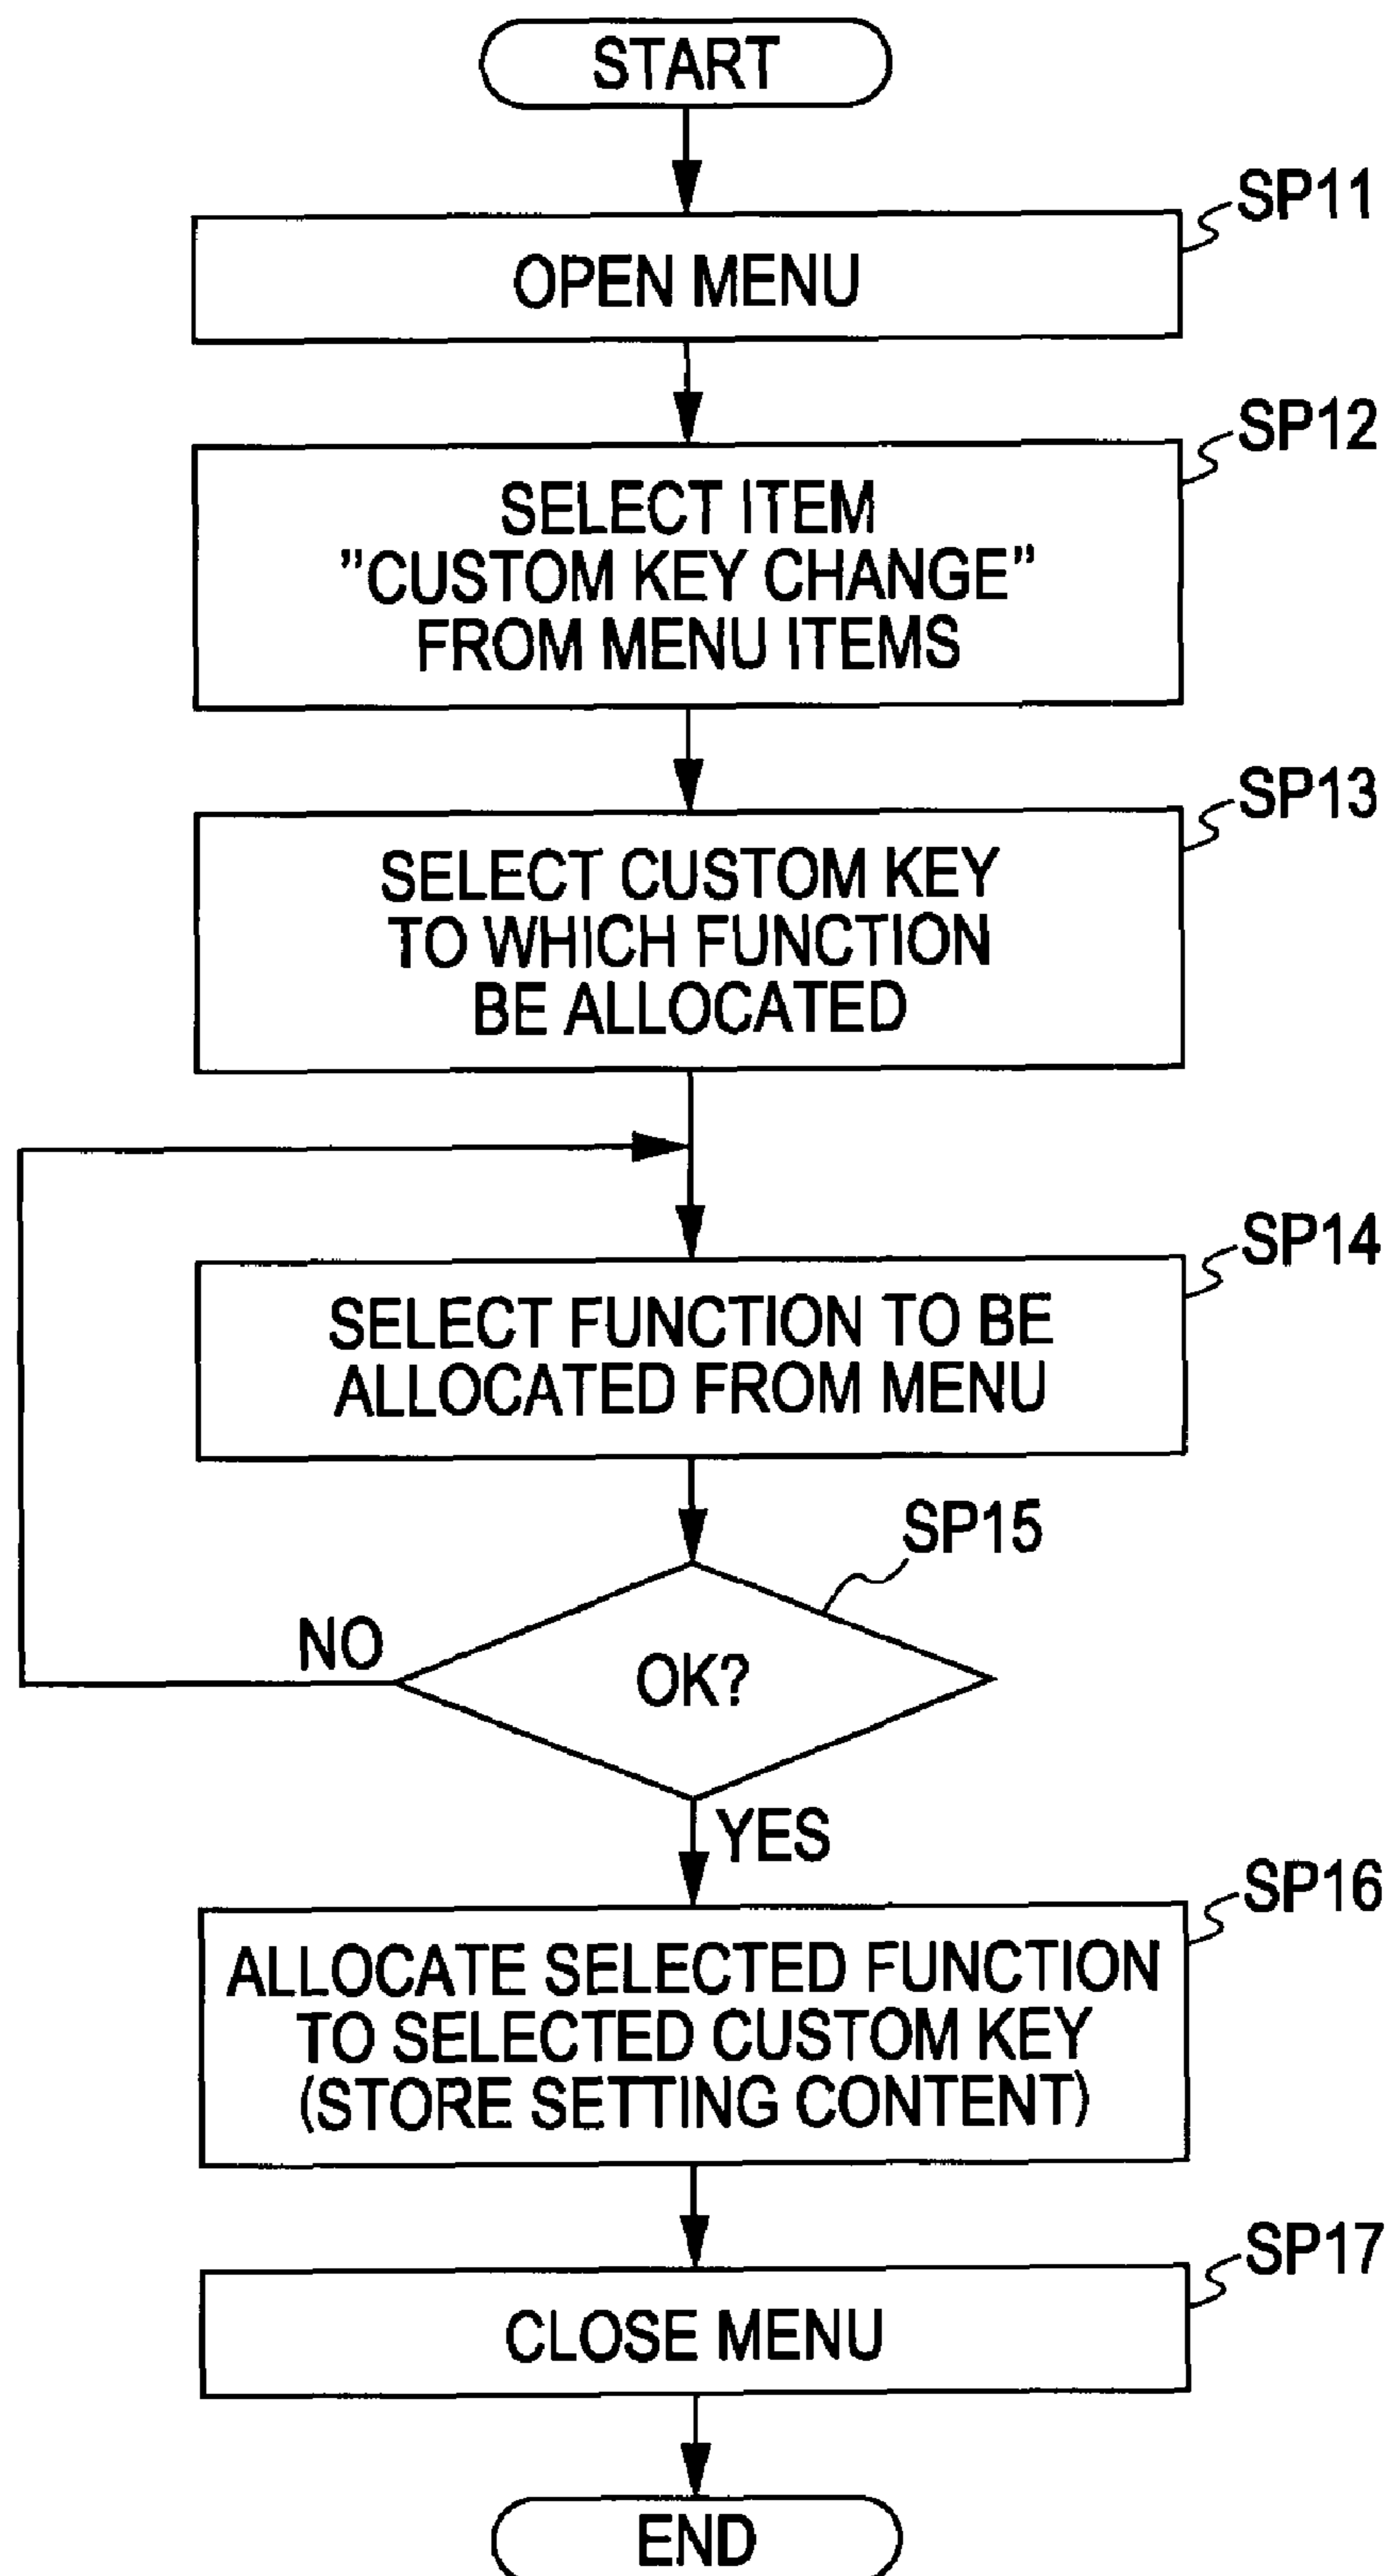 START
SP11
OPEN MENU
SP12
SELECT ITEM
"CUSTOM KEY CHANGE"
FROM MENU ITEMS
SP13
SELECT CUSTOM KEY
TO WHICH FUNCTION
BE ALLOCATED
SP14
SELECT FUNCTION TO BE
ALLOCATED FROM MENU
SP15
NO
OK?
YES
SP16
ALLOCATE SELECTED FUNCTION
TO SELECTED CUSTOM KEY
(STORE SETTING CONTENT)
SP17
CLOSE MENU
END